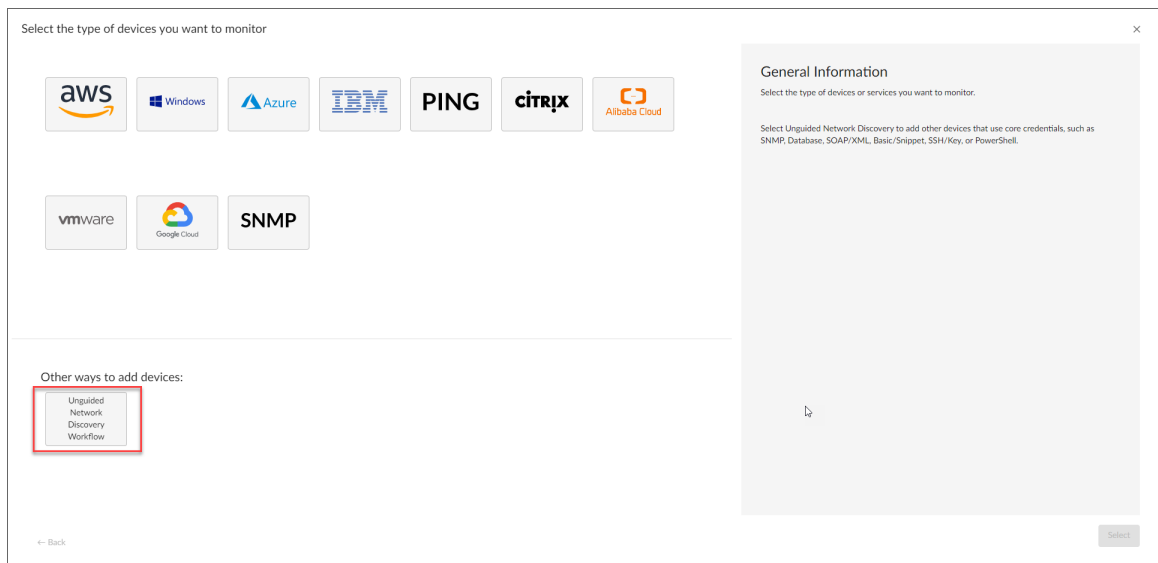 Select the type of devices you want to monitor
×
aws
Windows
Azure
IBM
PING
CİTRIX
Alibaba Cloud
vmware
Google Cloud
SNMP
Other ways to add devices:
Unguided
Network
Discovery
Workflow
← Back
General Information
Select the type of devices or services you want to monitor.
Select Unguided Network Discovery to add other devices that use core credentials, such as
SNMP, Database, SOAP/XML, Basic/Snippet, SSH/Key, or PowerShell.
Select